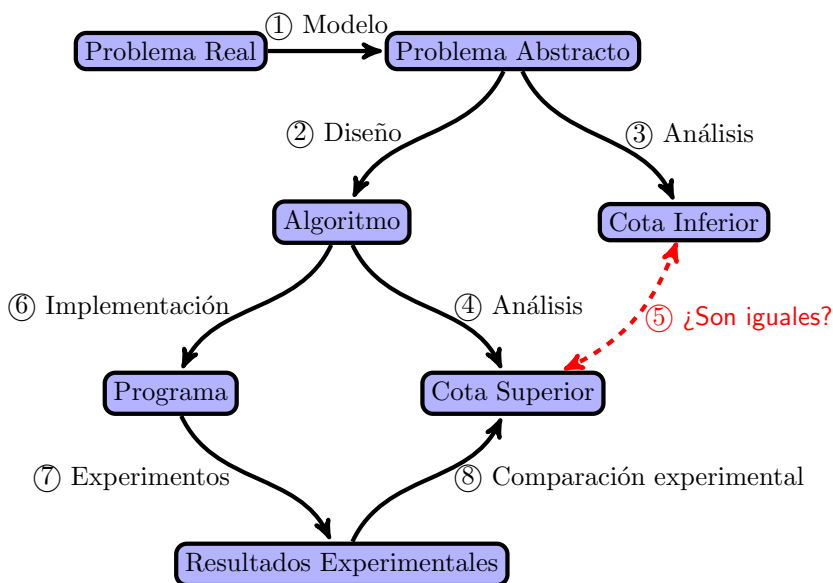 ① Modelo
Problema Real
Problema Abstracto
② Diseño
③ Análisis
Algoritmo
Cota Inferior
⑥ Implementación
④ Análisis
⑤ ¿Son iguales?
Programa
Cota Superior
⑦ Experimentos
⑧ Comparación experimental
Resultados Experimentales